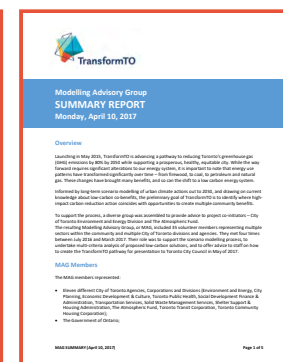 TransformTO
Modelling Advisory Group
SUMMARY REPORT
Monday, April 10, 2017
Overview
Launching in May 2015, TransformTO is advancing a pathway to reducing Toronto's greenhouse gas
(GHG) emissions by 80% by 2050 while supporting a prosperous, healthy, equitable city. While the way
forward requires significant alterations to our energy system, it is important to note that energy use
patterns have transformed significantly over time – from firewood, to coal, to petroleum and natural
gas. These changes have brought many benefits, and so can the shift to a low carbon energy system.
Informed by long-term scenario modelling of urban climate actions out to 2050, and drawing on current
knowledge about low-carbon co-benefits, the preliminary goal of TransformTO is to identify where high-
impact carbon reduction action coincides with opportunities to create multiple community benefits.
To support the process, a diverse group was assembled to provide advice to project co-initiators – City
of Toronto Environment and Energy Division and The Atmospheric Fund.
The resulting Modelling Advisory Group, or MAG, included 35 volunteer members representing multiple
sectors within the community and multiple City of Toronto divisions and agencies. They met four times
between July 2016 and March 2017. Their role was to support the scenario modelling process, to
undertake multi-criteria analysis of proposed low-carbon solutions, and to offer advice to staff on how
to create the TransformTO pathway for presentation to Toronto City Council in May of 2017.
MAG Members
The MAG members represented:
• Eleven different City of Toronto Agencies, Corporations and Divisions (Environment and Energy, City
Planning, Economic Development & Culture, Toronto Public Health, Social Development Finance &
Administration, Transportation Services, Solid Waste Management Services, Shelter Support &
Housing Administration, The Atmospheric Fund, Toronto Transit Corporation, Toronto Community
Housing Corporation);
• The Government of Ontario;
MAG SUMMARY (April 10, 2017)
Page 1 of 5